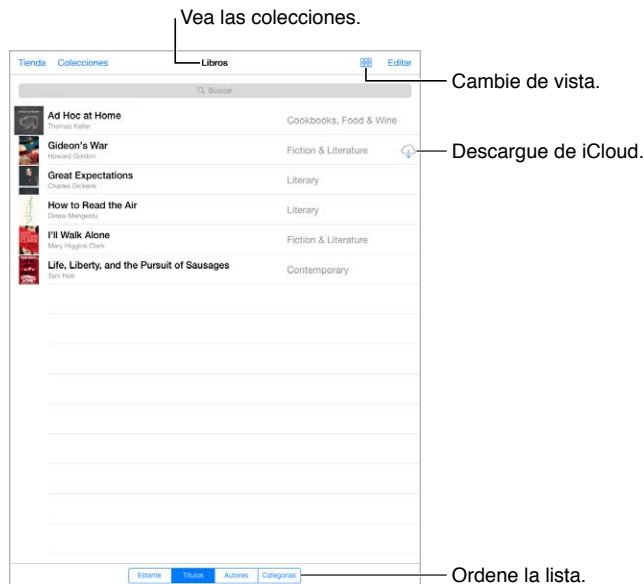 Vea las colecciones.
Tienda Colecciones Libros Editar
Cambie de vista.
Buscar
Ad Hoc at Home
Thomas Keller
Cookbooks, Food & Wine
Gideon's War
Howard Gordon
Fiction & Literature
Descargue de iCloud.
Great Expectations
Charles Dickens
Literary
How to Read the Air
Dinaw Mengestu
Literary
I'll Walk Alone
Mary Higgins Clark
Fiction & Literature
Life, Liberty, and the Pursuit of Sausages
Tom Holt
Contemporary
Estante Títulos Autores Categorías
Ordene la lista.